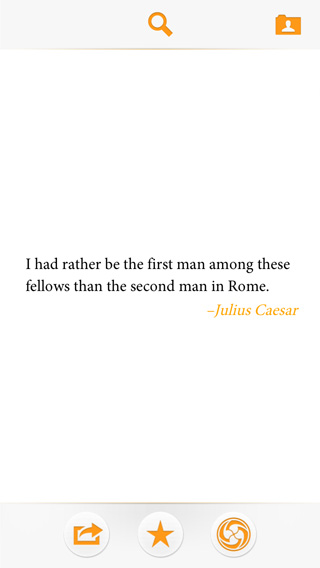 I had rather be the first man among these
fellows than the second man in Rome.
–Julius Caesar